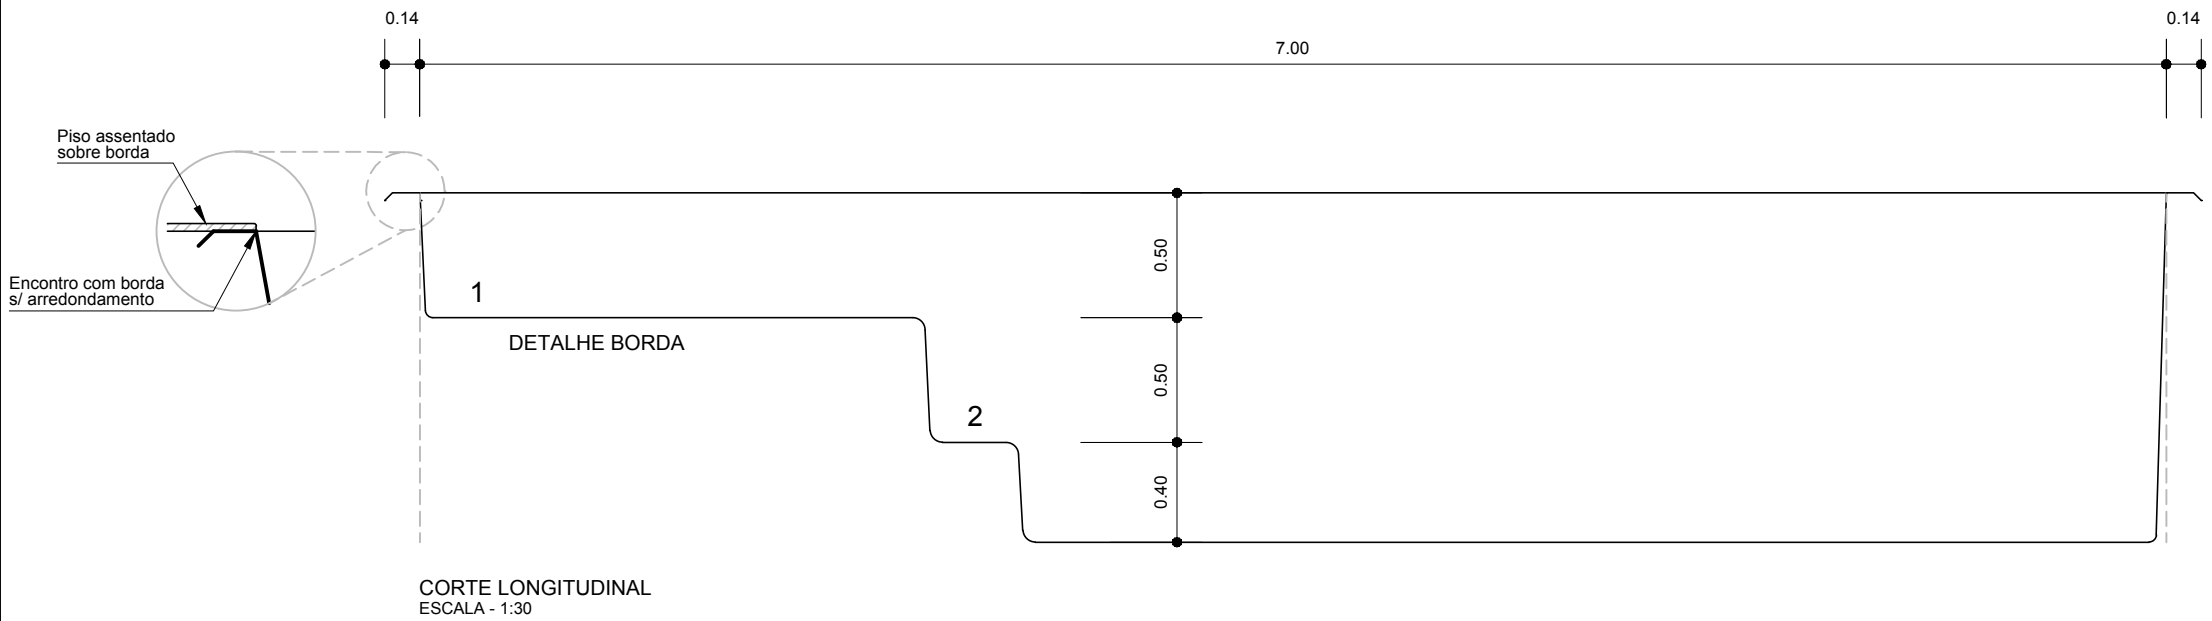 0.14
7.00
0.14
Piso assentado
sobre borda
Encontro com borda
s/ arredondamento
1
DETALHE BORDA
2
0.50
0.50
0.40
CORTE LONGITUDINAL
ESCALA - 1:30